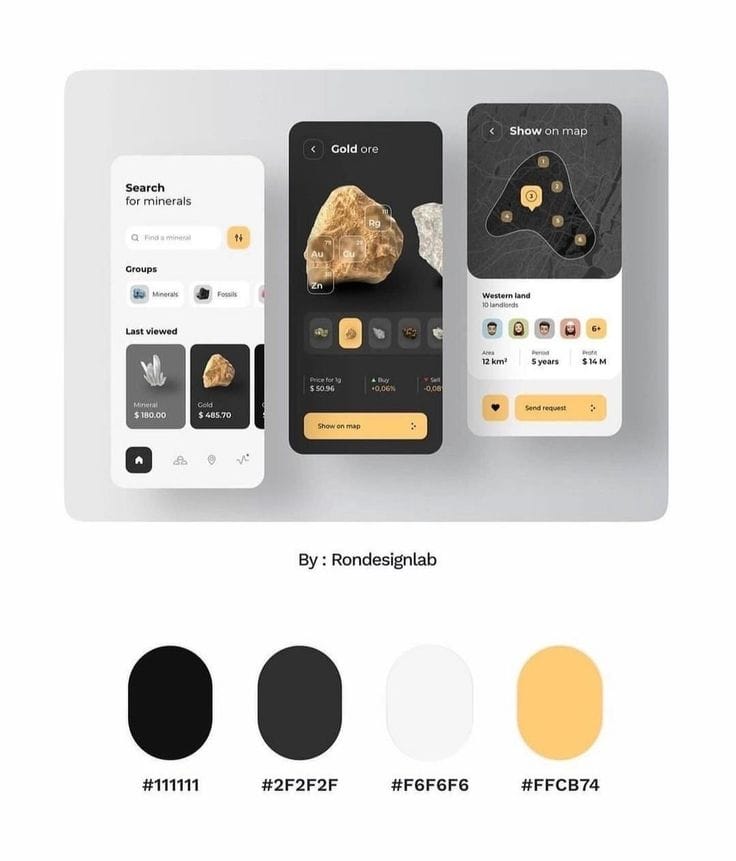 Search
for minerals
Find a mineral
Groups
Minerals
Fossils
Last viewed
Mineral
$ 180.00
Gold
$ 485.70
Gold ore
111
Rg
79
Au
29
Cu
30
Zn
Price for 1g
$ 50.96
▲ Buy
+0,06%
▼ Sell
-0,08
Show on map
Show on map
1
2
3
4
5
6
Western land
10 landlords
6+
Area
12 km²
Period
5 years
Profit
$ 14 M
Send request
By : Rondesignlab
#111111
#2F2F2F
#F6F6F6
#FFCB74